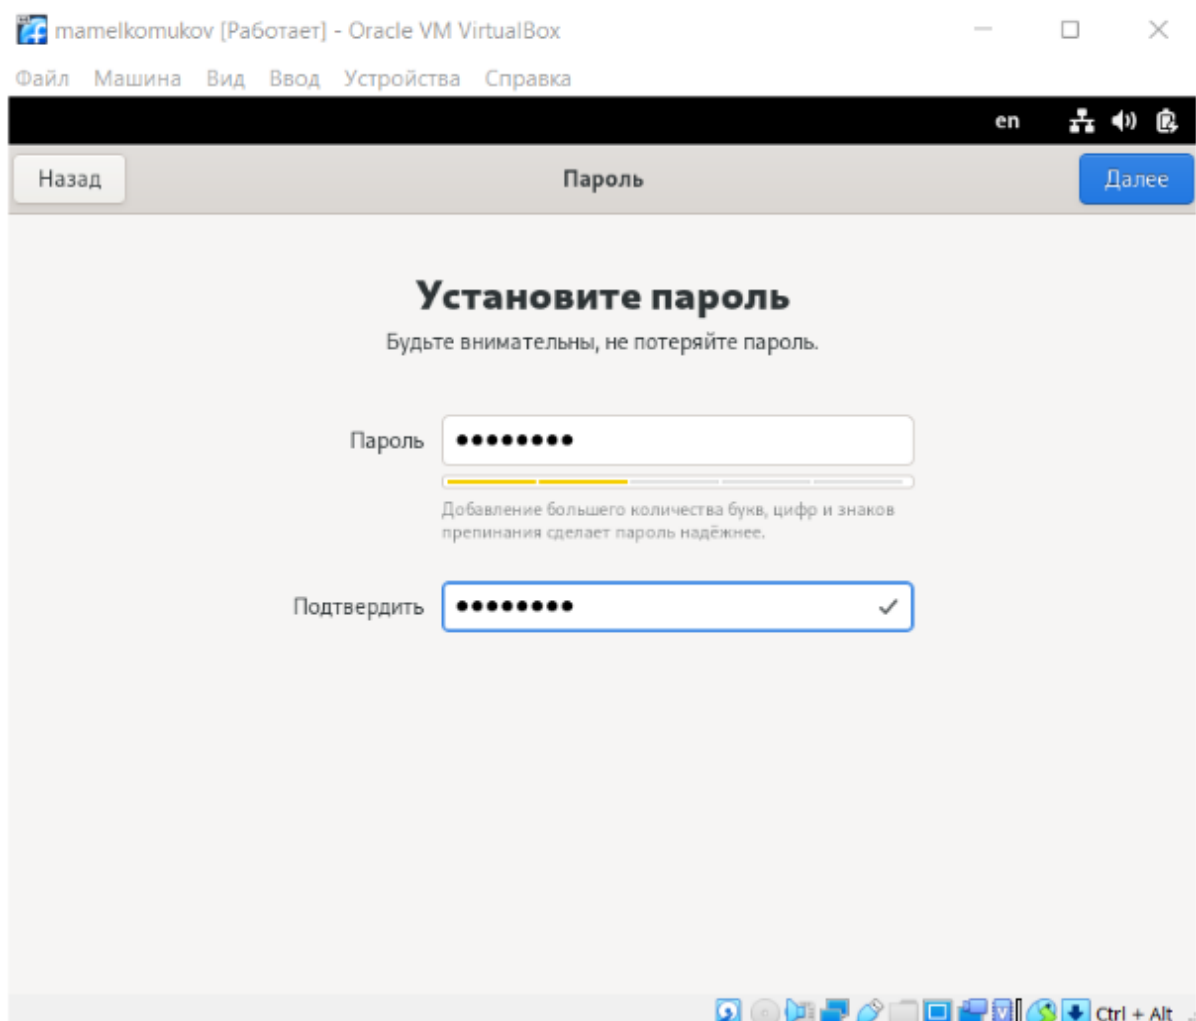 mamelkomukov [Работает] - Oracle VM VirtualBox
Файл Машина Вид Ввод Устройства Справка
en
Назад Пароль Далее
Установите пароль
Будьте внимательны, не потеряйте пароль.
Пароль ●●●●●●●●
Добавление большего количества букв, цифр и знаков
препинания сделает пароль надёжнее.
Подтвердить ●●●●●●●●
Ctrl + Alt